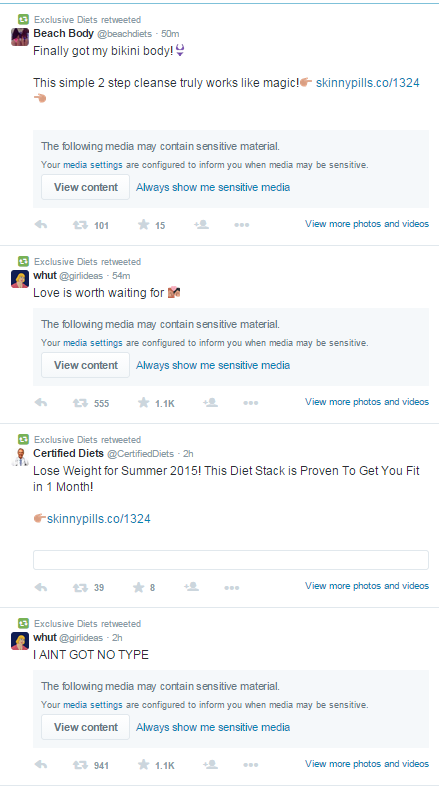 Exclusive Diets retweeted
Beach Body @beachdiets · 50m
Finally got my bikini body!👙
This simple 2 step cleanse truly works like magic!👉 skinnypills.co/1324
👈
The following media may contain sensitive material.
Your media settings are configured to inform you when media may be sensitive.
View content Always show me sensitive media
101 15 ••• View more photos and videos
Exclusive Diets retweeted
whut @girlideas · 54m
Love is worth waiting for
The following media may contain sensitive material.
Your media settings are configured to inform you when media may be sensitive.
View content Always show me sensitive media
555 1.1K ••• View more photos and videos
Exclusive Diets retweeted
Certified Diets @CertifiedDiets · 2h
Lose Weight for Summer 2015! This Diet Stack is Proven To Get You Fit
in 1 Month!
👉skinnypills.co/1324
39 8 ••• View more photos and videos
Exclusive Diets retweeted
whut @girlideas · 2h
I AINT GOT NO TYPE
The following media may contain sensitive material.
Your media settings are configured to inform you when media may be sensitive.
View content Always show me sensitive media
941 1.1K ••• View more photos and videos